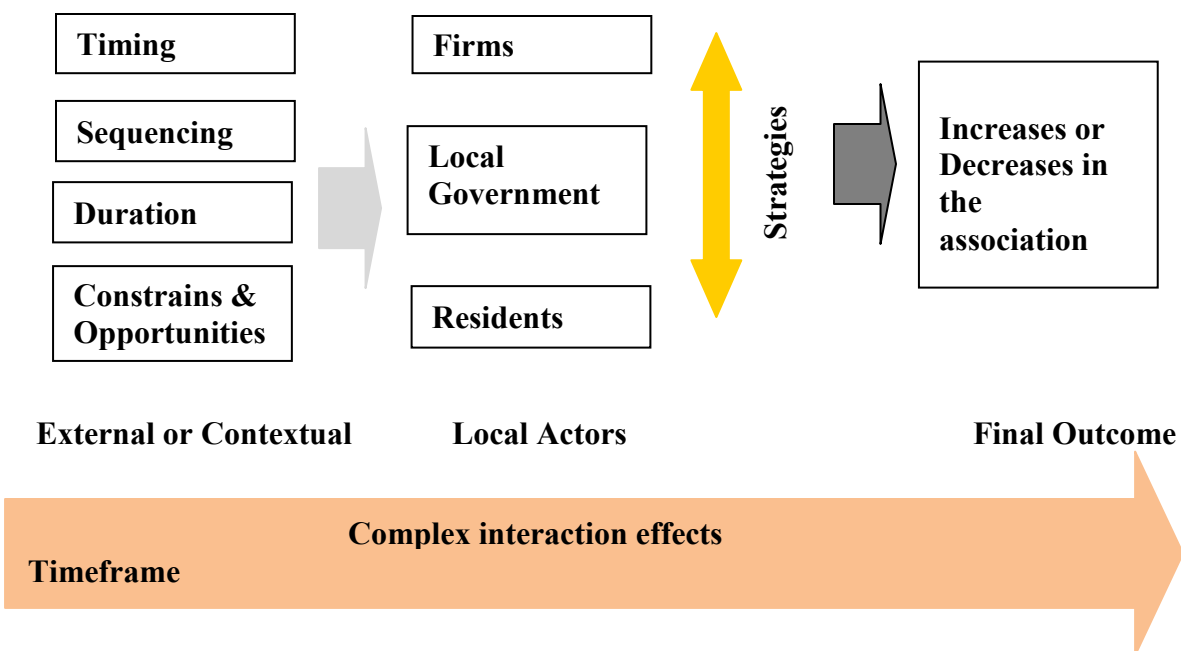 Timing
Sequencing
Duration
Constrains &
Opportunities
Firms
Local
Government
Residents
Strategies
Increases or
Decreases in
the
association
External or Contextual
Local Actors
Final Outcome
Complex interaction effects
Timeframe